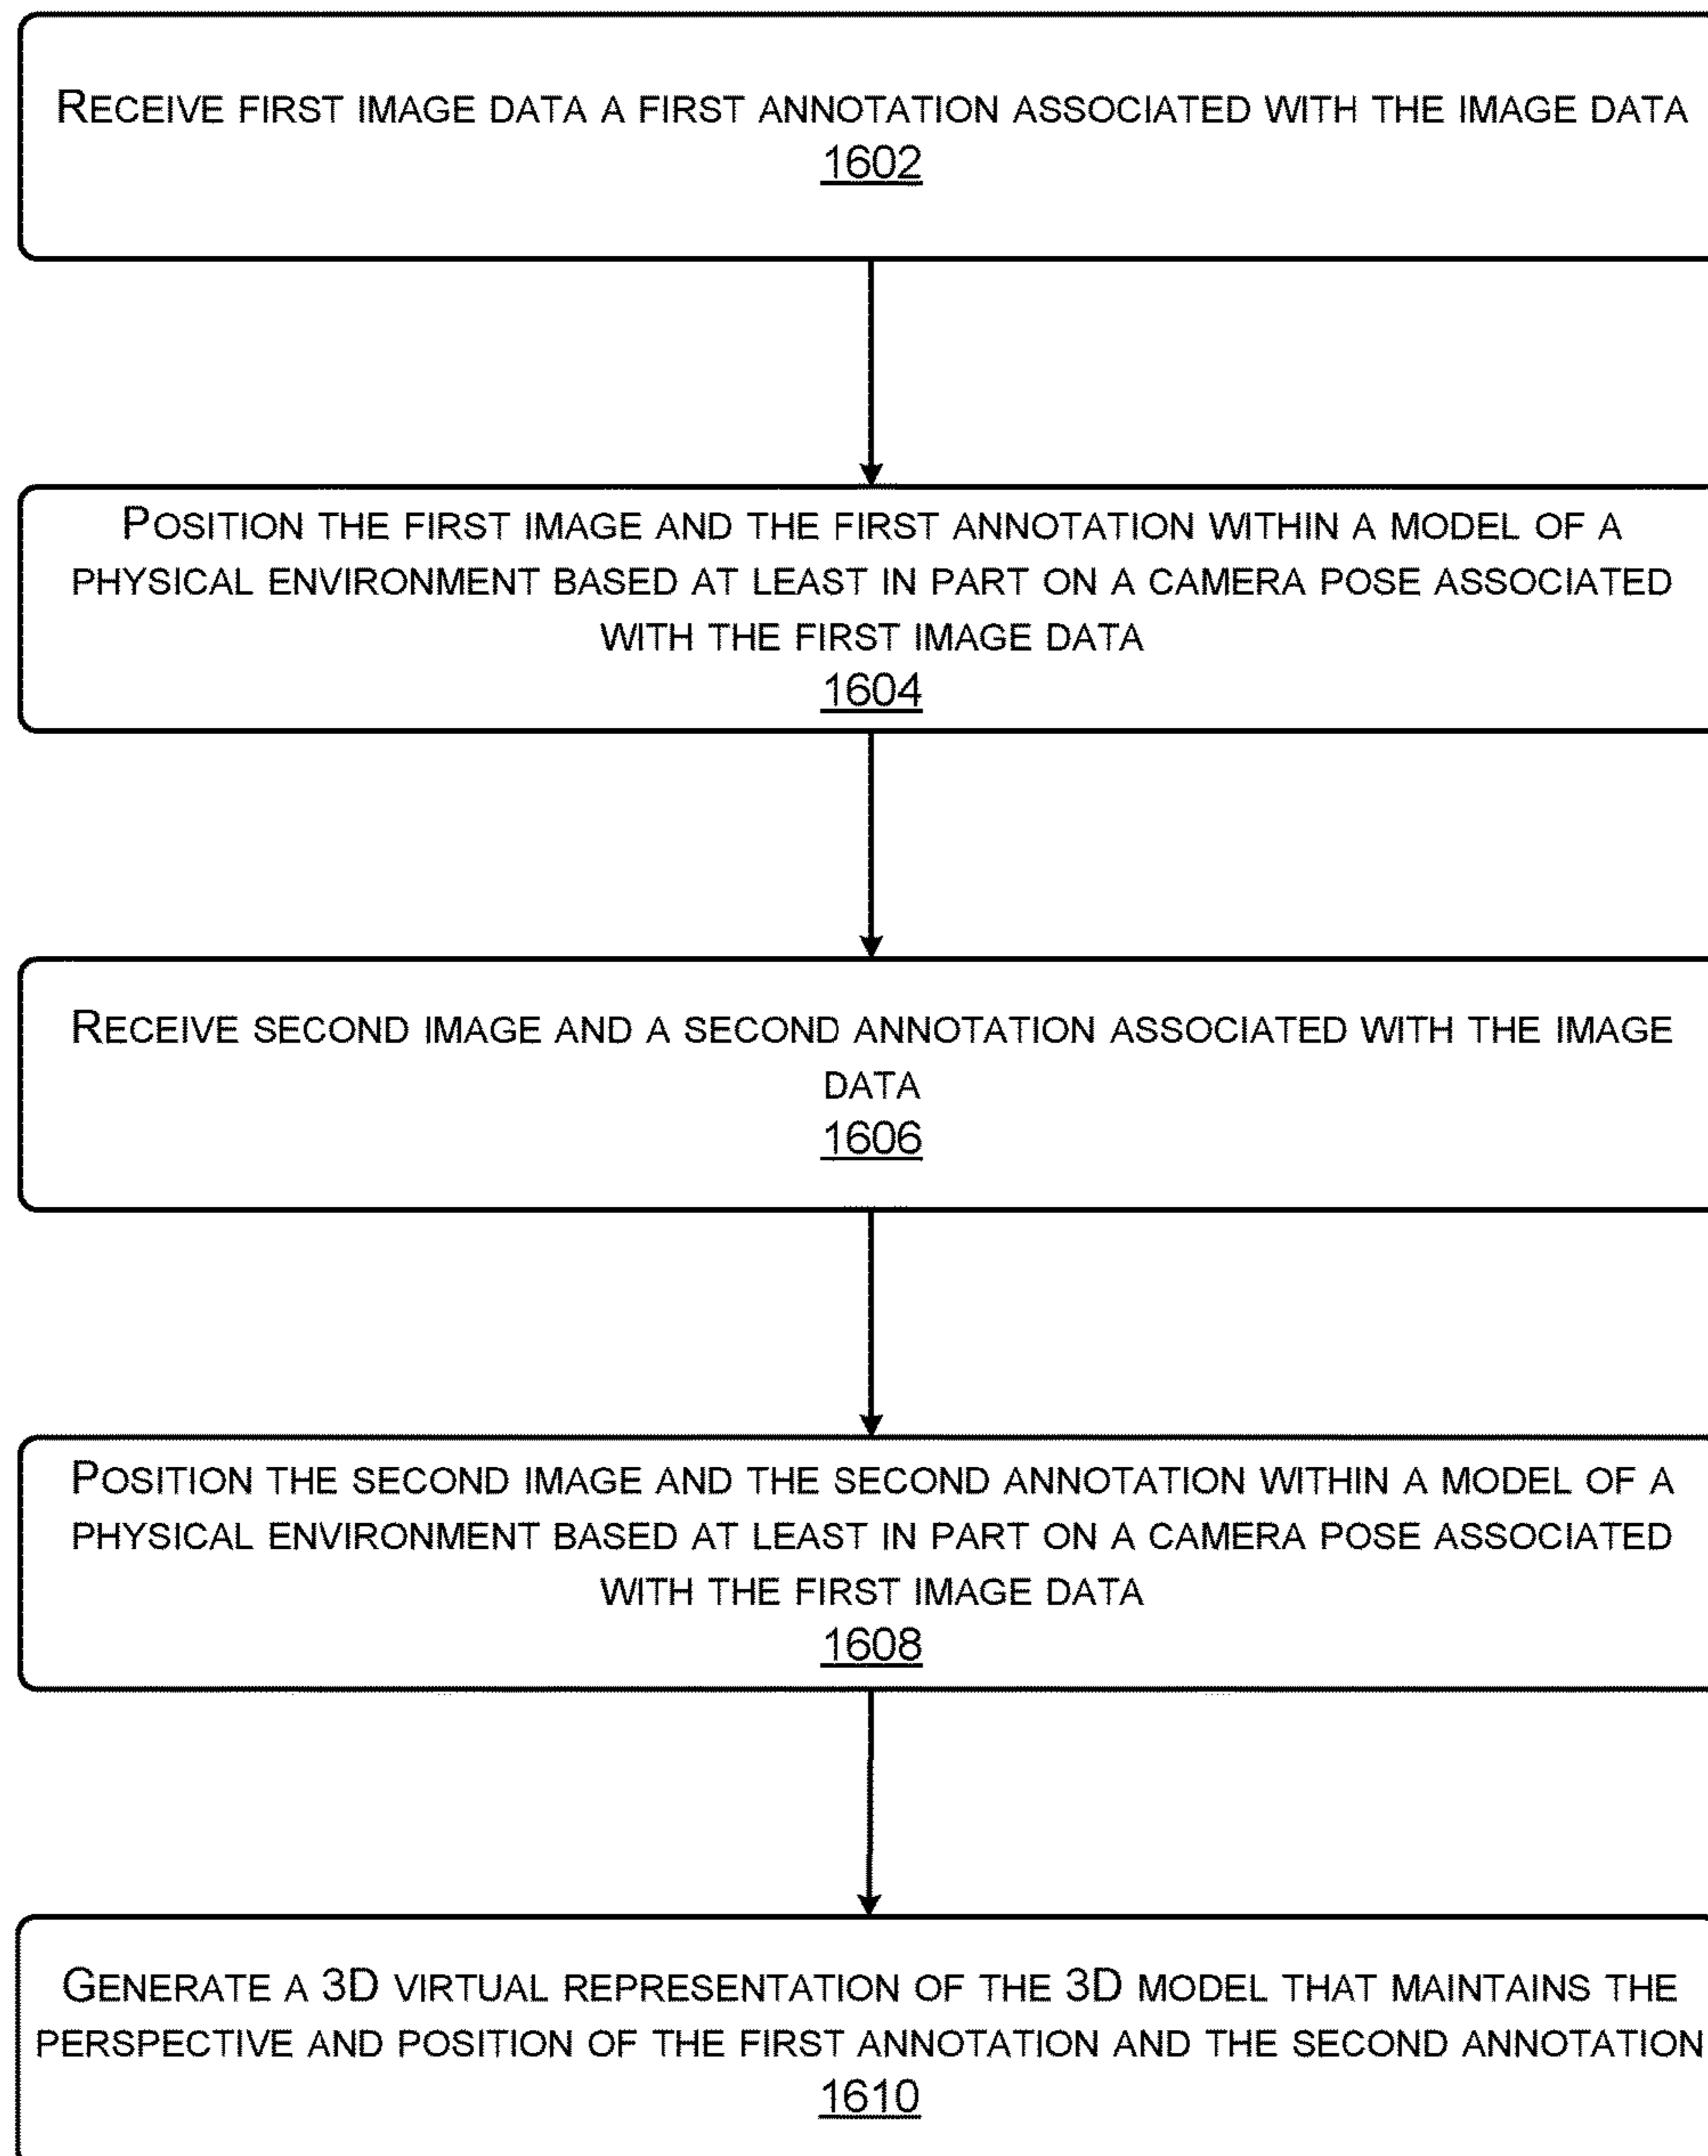 RECEIVE FIRST IMAGE DATA A FIRST ANNOTATION ASSOCIATED WITH THE IMAGE DATA
1602
POSITION THE FIRST IMAGE AND THE FIRST ANNOTATION WITHIN A MODEL OF A
PHYSICAL ENVIRONMENT BASED AT LEAST IN PART ON A CAMERA POSE ASSOCIATED
WITH THE FIRST IMAGE DATA
1604
RECEIVE SECOND IMAGE AND A SECOND ANNOTATION ASSOCIATED WITH THE IMAGE
DATA
1606
POSITION THE SECOND IMAGE AND THE SECOND ANNOTATION WITHIN A MODEL OF A
PHYSICAL ENVIRONMENT BASED AT LEAST IN PART ON A CAMERA POSE ASSOCIATED
WITH THE FIRST IMAGE DATA
1608
GENERATE A 3D VIRTUAL REPRESENTATION OF THE 3D MODEL THAT MAINTAINS THE
PERSPECTIVE AND POSITION OF THE FIRST ANNOTATION AND THE SECOND ANNOTATION
1610